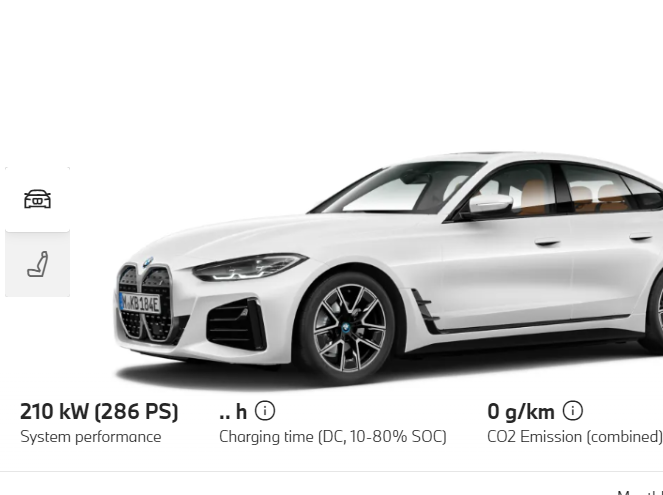 210 kW (286 PS)
System performance
.. h
Charging time (DC, 10-80% SOC)
0 g/km
CO2 Emission (combined)